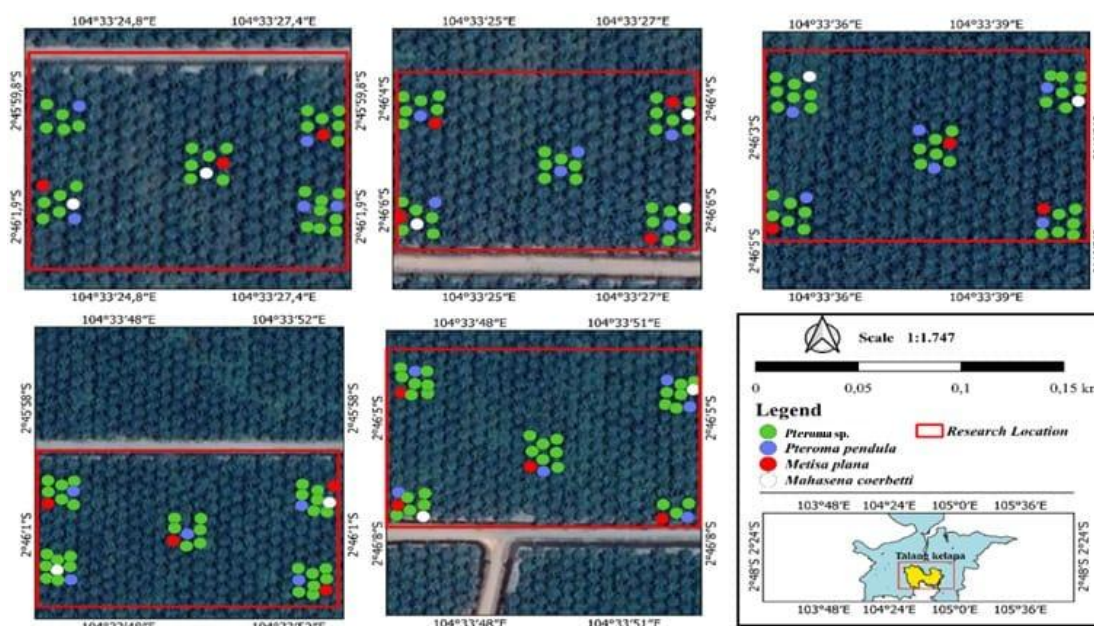 104°33'24,8"E 104°33'27,4"E
2°45'59,8"S 2°45'59,8"S
2°46'1,9"S 2°46'1,9"S
104°33'24,8"E 104°33'27,4"E
104°33'25"E 104°33'27"E
2°46'4"S 2°46'4"S
2°46'6"S 2°46'6"S
104°33'25"E 104°33'27"E
104°33'36"E 104°33'39"E
2°46'3"S
2°46'5"S
104°33'36"E 104°33'39"E
104°33'48"E 104°33'52"E
2°45'58"S 2°45'58"S
2°46'1"S 2°46'1"S
104°33'48"E 104°33'52"E
104°33'48"E 104°33'51"E
2°46'5"S 2°46'5"S
2°46'8"S 2°46'8"S
104°33'48"E 104°33'51"E
Scale 1:1.747
0 0,05 0,1 0,15 km
Legend
Pteroma sp. Research Location
Pteroma pendula
Metisa plana
Mahasena coerbetti
103°48'E 104°24'E 105°0'E 105°36'E
2°24'S 2°24'S
Talang kelapa
2°48'S 2°48'S
103°48'E 104°24'E 105°0'E 105°36'E